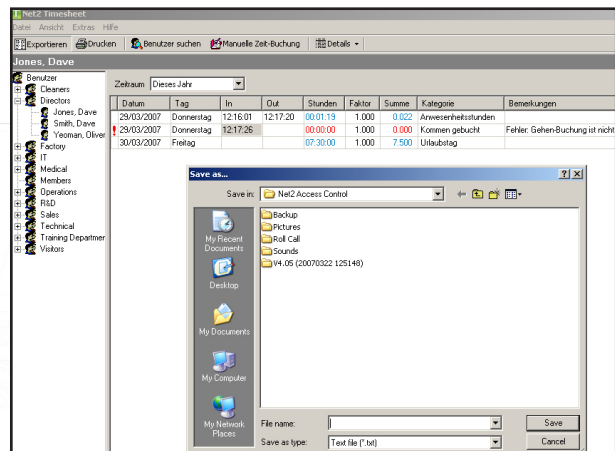 Net2 Timesheet
Datei Ansicht Extras Hilfe
Exportieren Drucken Benutzer suchen Manuelle Zeit-Buchung Details
Jones, Dave
Benutzer
Cleaners
Directors
Jones, Dave
Smith, Dave
Yeoman, Oliver
Factory
IT
Medical
Members
Operations
R&D
Sales
Technical
Training Departmer
Visitors
Zeitraum Dieses Jahr
Datum Tag In Out Stunden Faktor Summe Kategorie Bemerkungen
29/03/2007 Donnerstag 12:16:01 12:17:20 00:01:19 1.000 0.022 Anwesenheitsstunden
! 29/03/2007 Donnerstag 12:17:26 00:00:00 1.000 0.000 Kommen gebucht Fehler: Gehen-Buchung ist nicht
30/03/2007 Freitag 07:30:00 1.000 7.500 Urlaubstag
Save as...
Save in: Net2 Access Control
My Recent Documents
Desktop
My Documents
My Computer
My Network Places
Backup
Pictures
Roll Call
Sounds
V4.05 (20070322 125148)
File name:
Save
Save as type: Text file (*.txt)
Cancel